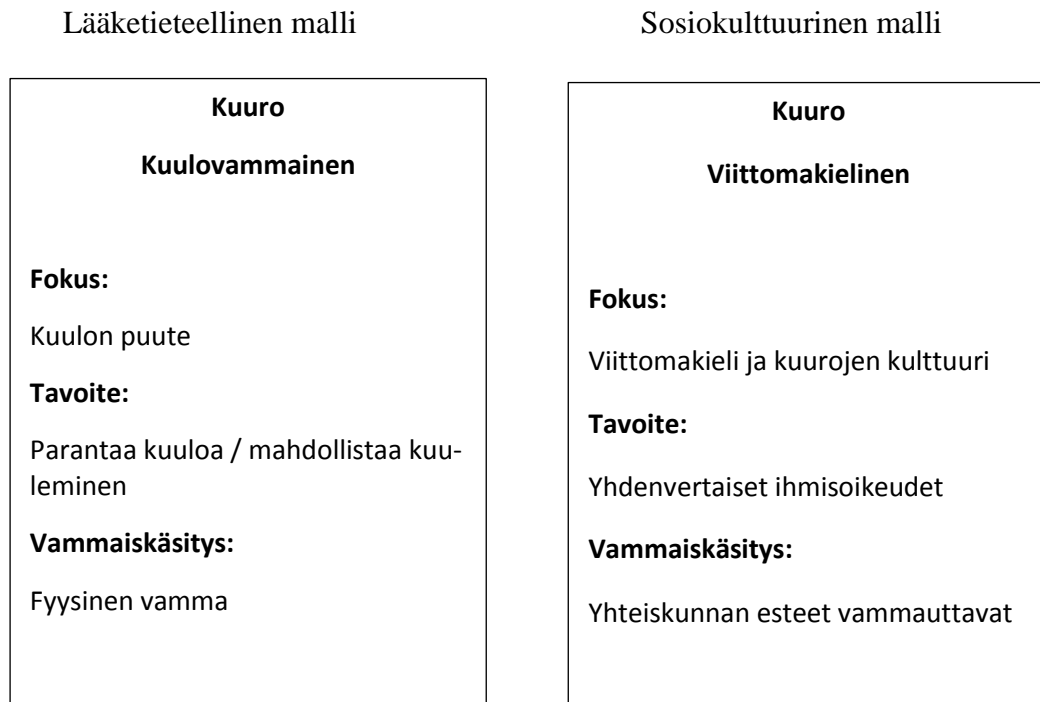 Lääketieteellinen malli
Kuuro
Kuulovammainen
Fokus:
Kuulon puute
Tavoite:
Parantaa kuuloa / mahdollistaa kuu-
leminen
Vammaiskäsitys:
Fyysinen vamma
Sosiokulttuurinen malli
Kuuro
Viittomakielinen
Fokus:
Viittomakieli ja kuurojen kulttuuri
Tavoite:
Yhdenvertaiset ihmisoikeudet
Vammaiskäsitys:
Yhteiskunnan esteet vammauttavat